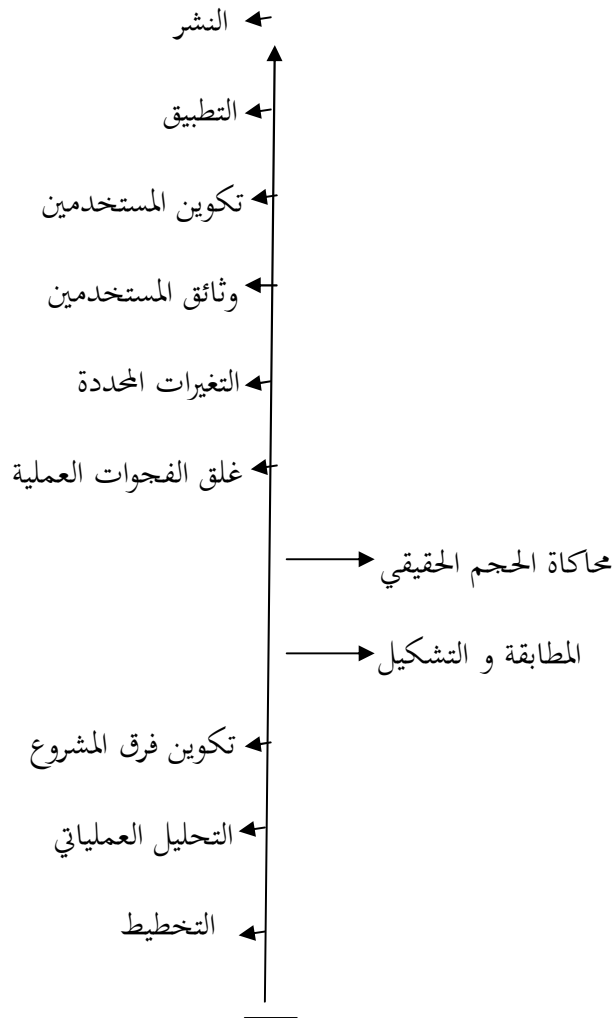 النشر
التطبيق
تكوين المستخدمين
وثائق المستخدمين
التغيرات المحددة
غلق الفجوات العملية
محاكاة الحجم الحقيقي
المطابقة و التشكيل
تكوين فرق المشروع
التحليل العملياتي
التخطيط